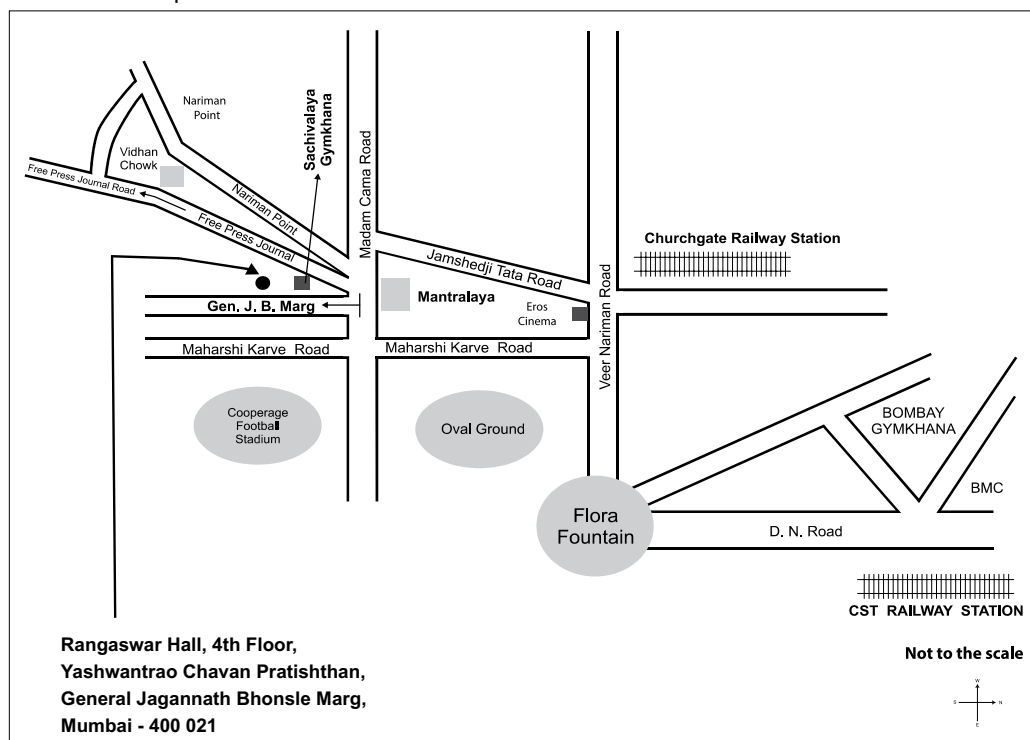 Nariman
Point
Sachivalaya
Gymkhana
Madam Cama Road
Vidhan
Chowk
Free Press Journal Road
Nariman Point
Free Press Journal
Jamshedji Tata Road
Churchgate Railway Station
Gen, J. B. Marg
Mantralaya
Eros
Cinema
Veer Nariman Road
Maharshi Karve Road
Maharshi Karve Road
Cooperage
Football
Stadium
Oval Ground
BOMBAY
GYMKHANA
BMC
Flora
Fountain
D. N. Road
CST RAILWAY STATION
Rangaswar Hall, 4th Floor,
Yashwantrao Chavan Pratishthan,
General Jagannath Bhonsle Marg,
Mumbai - 400 021
Not to the scale
W
S
N
E